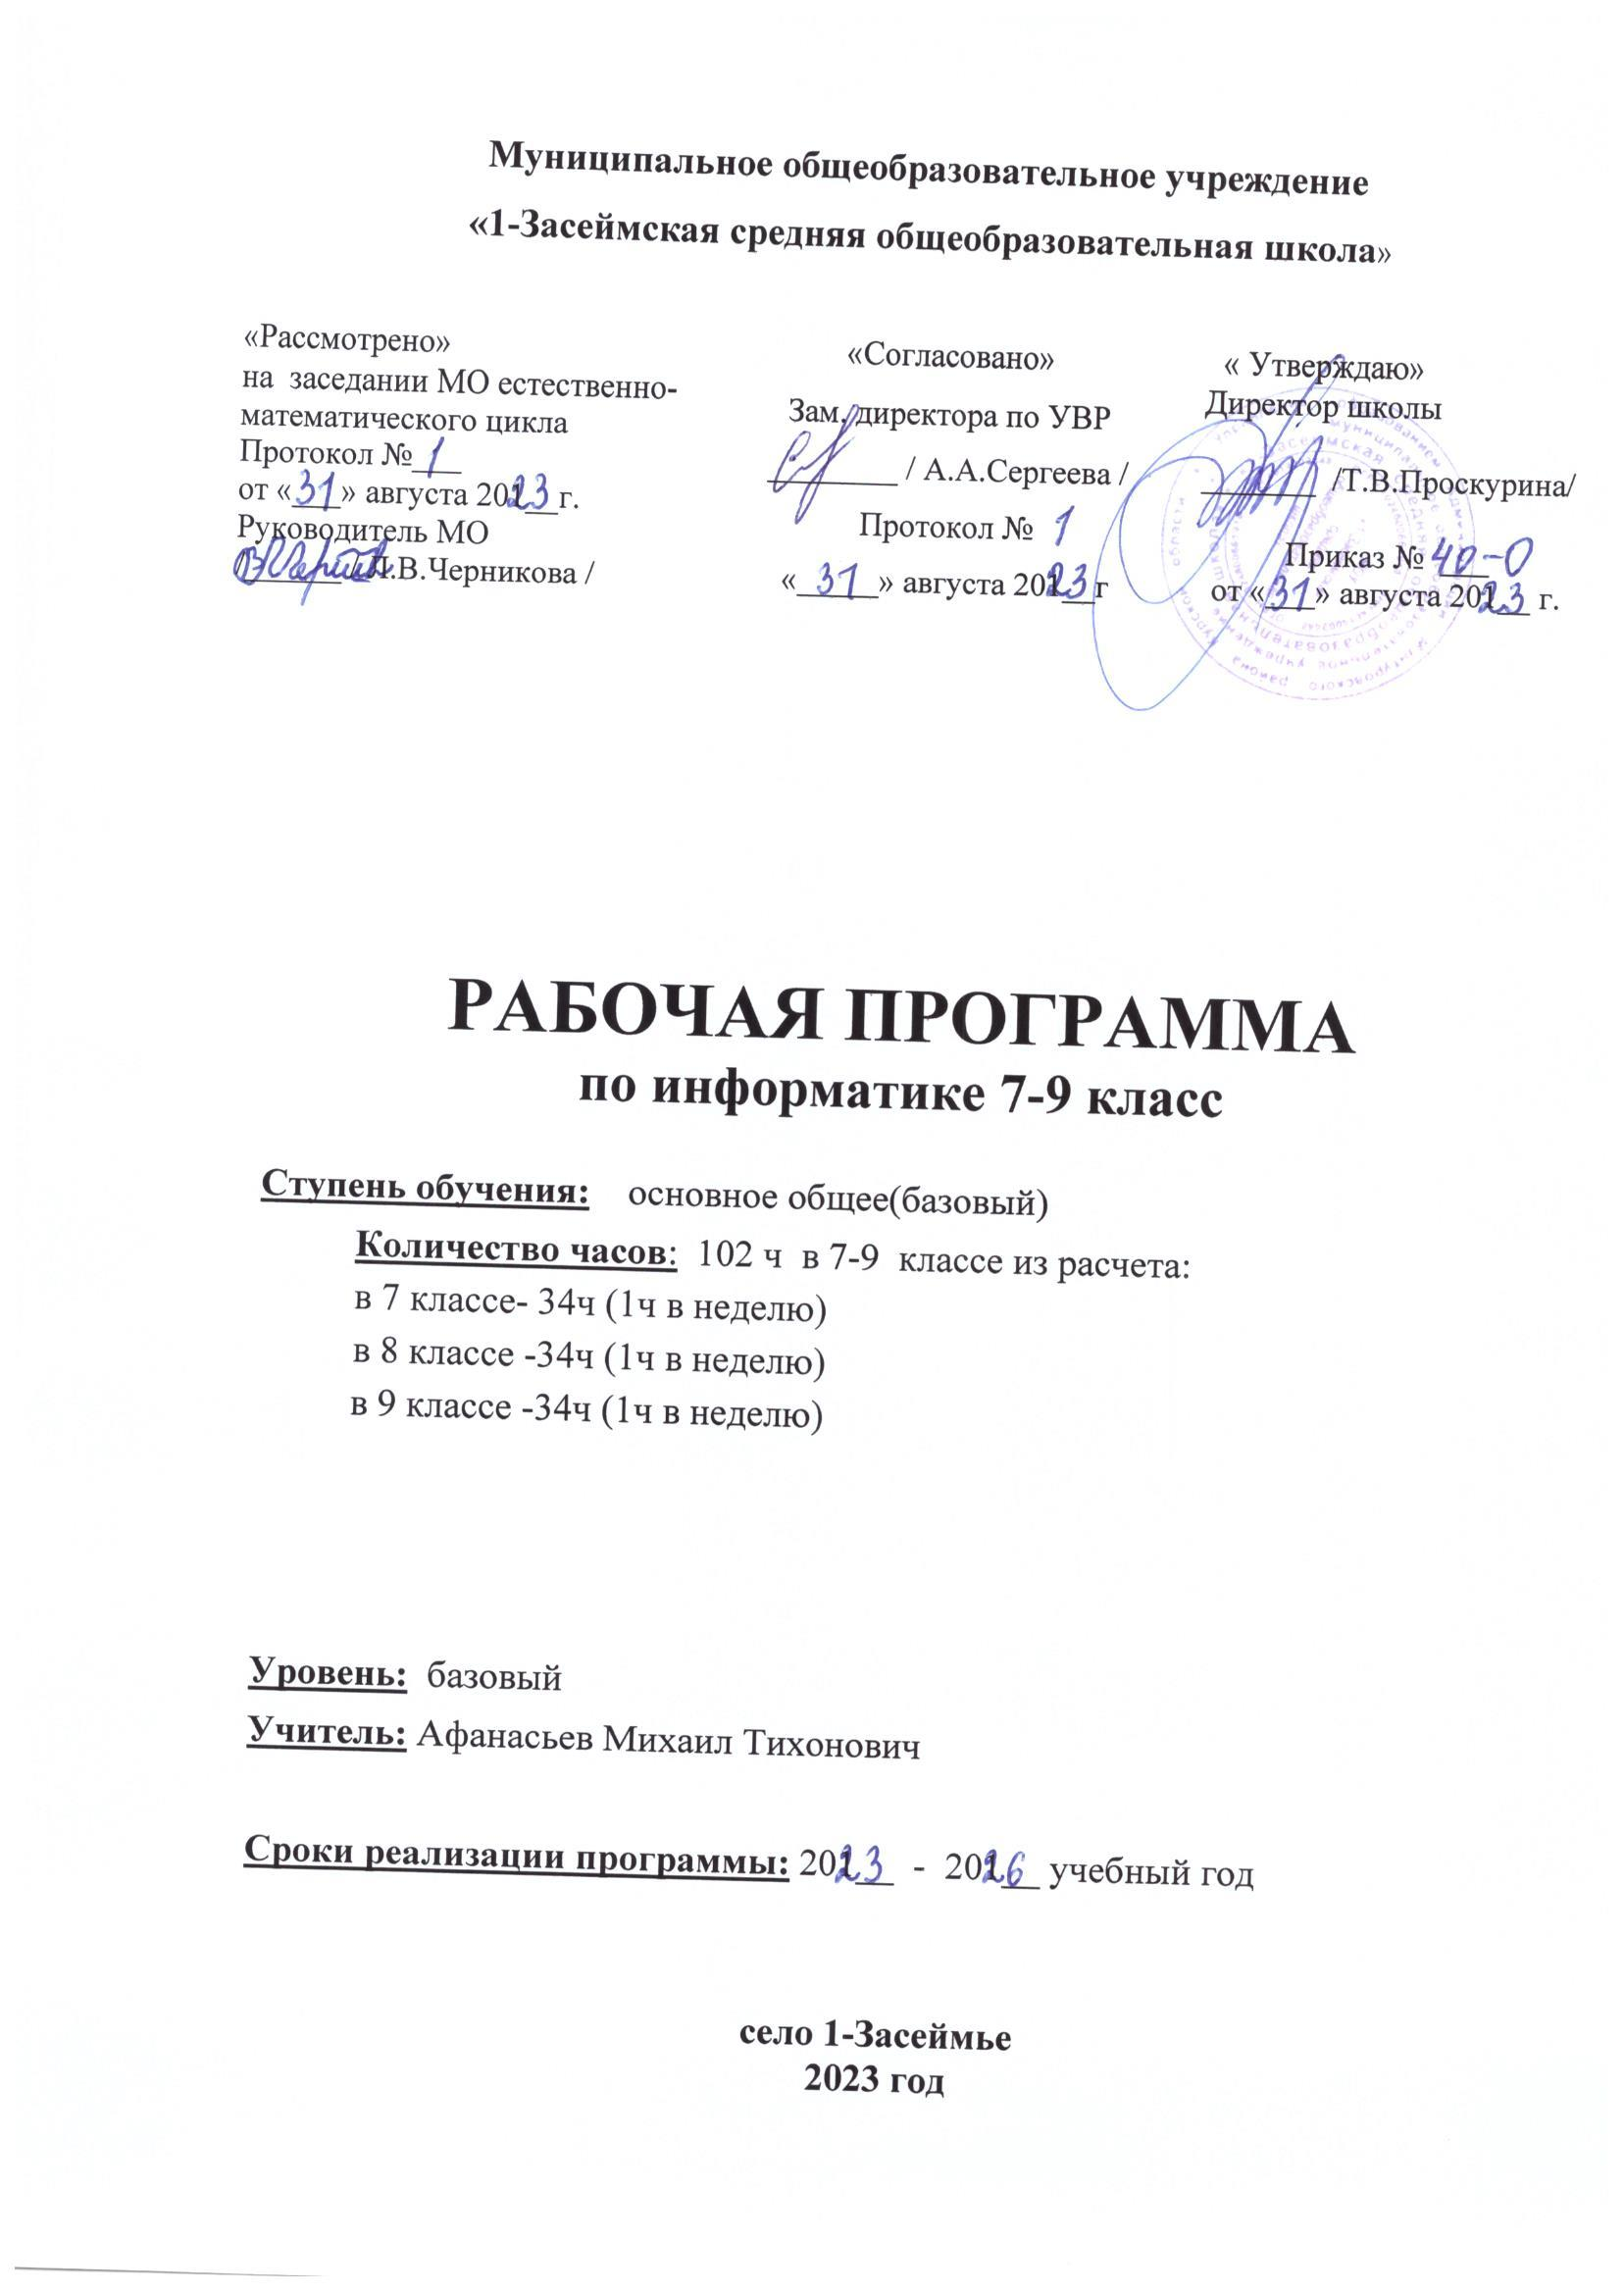 Муниципальное общеобразовательное учреждение
«1-Засеймская средняя общеобразовательная школа»
«Рассмотрено»
на заседании МО естественно-
математического цикла
Протокол № 1
от «31» августа 2023 г.
Руководитель МО
/ Л.В.Черникова /
«Согласовано»
Зам. директора по УВР
/ А.А.Сергеева /
Протокол № 1
«31» августа 2023 г
« Утверждаю»
Директор школы
/Т.В.Проскурина/
Приказ № 40-О
от «31» августа 2023 г.
РАБОЧАЯ ПРОГРАММА
по информатике 7-9 класс
Ступень обучения: основное общее(базовый)
Количество часов: 102 ч в 7-9 классе из расчета:
в 7 классе- 34ч (1ч в неделю)
в 8 классе -34ч (1ч в неделю)
в 9 классе -34ч (1ч в неделю)
Уровень: базовый
Учитель: Афанасьев Михаил Тихонович
Сроки реализации программы: 2023 - 2026 учебный год
село 1-Засеймье
2023 год